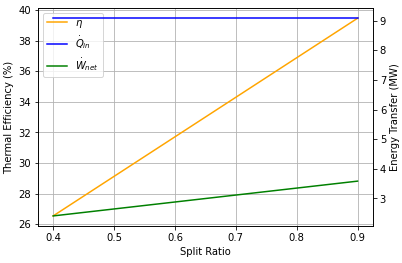 40
38
36
34
32
30
28
26
Thermal Efficiency (%)
η
Q̇in
Ẇnet
9
8
7
6
5
4
3
Energy Transfer (MW)
0.4 0.5 0.6 0.7 0.8 0.9
Split Ratio